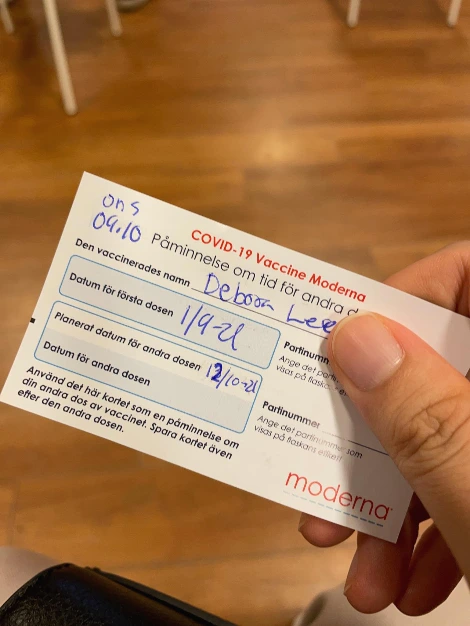 ons
09.10
COVID-19 Vaccine Moderna
Påminnelse om tid för andra d
Den vaccinerades namn Debora Lee
Datum för första dosen 1/9-21
Planerat datum för andra dosen 12/10-21
Datum för andra dosen
Använd det här kortet som en påminnelse om
din andra dos av vaccinet. Spara kortet även
efter den andra dosen.
Partinum
Ange det parti
visas på flaskan
Partinummer
Ange det partinummer som
visas på flaskans etikett
moderna